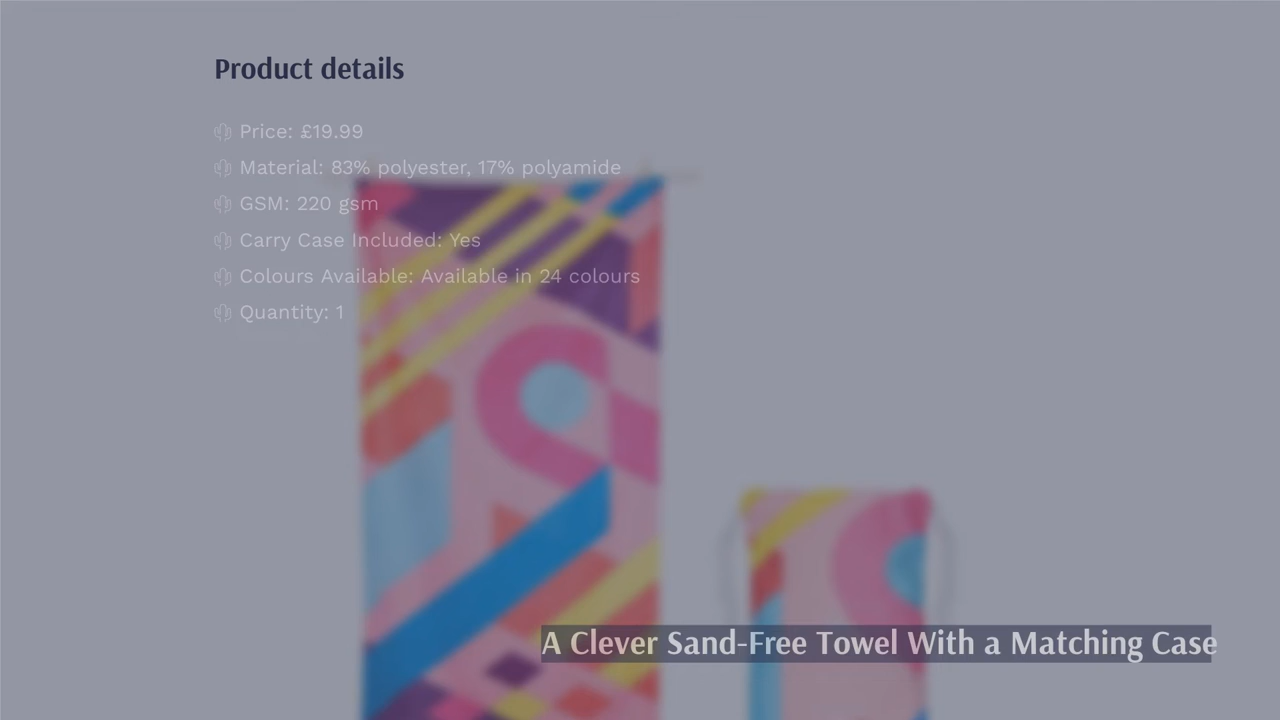 Product details
Price: £19.99
Material: 83% polyester, 17% polyamide
GSM: 220 gsm
Carry Case Included: Yes
Colours Available: Available in 24 colours
Quantity: 1
A Clever Sand-Free Towel With a Matching Case